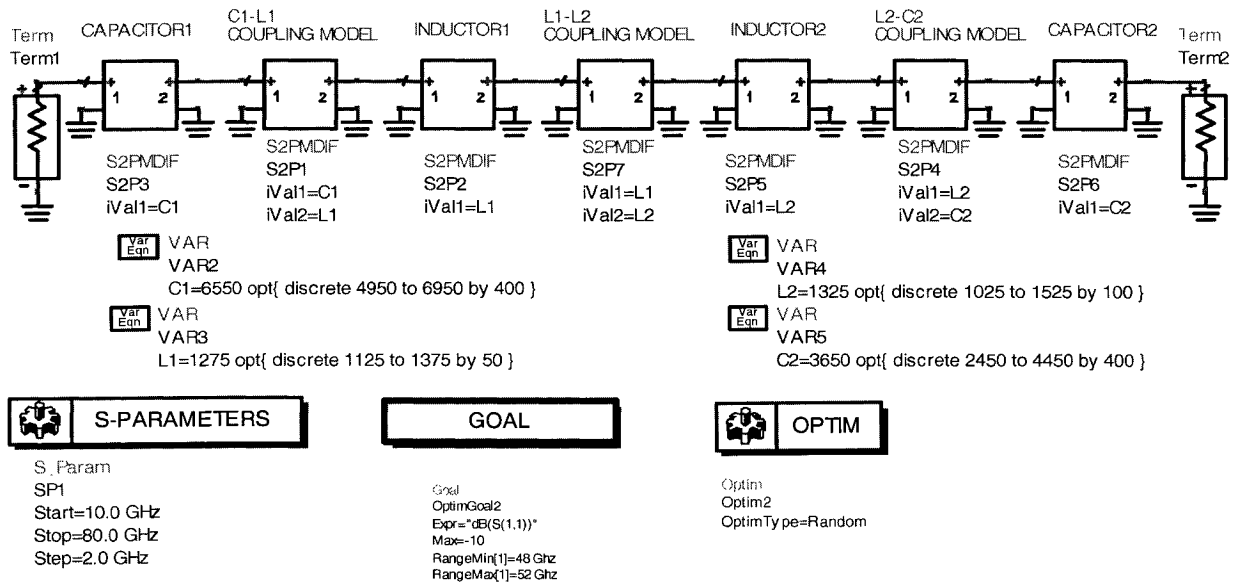 Term
Term1
CAPACITOR1
C1-L1
COUPLING MODEL
INDUCTOR1
L1-L2
COUPLING MODEL
INDUCTOR2
L2-C2
COUPLING MODEL
CAPACITOR2
Term
Term2
+
-
+ +
1 2
+ +
1 2
+ +
1 2
+ +
1 2
+ +
1 2
+ +
1 2
+ +
1 2
+
-
S2PMDIF
S2P3
iVal1=C1
S2PMDIF
S2P1
iVal1=C1
iVal2=L1
S2PMDIF
S2P2
iVal1=L1
S2PMDIF
S2P7
iVal1=L1
iVal2=L2
S2PMDIF
S2P5
iVal1=L2
S2PMDIF
S2P4
iVal1=L2
iVal2=C2
S2PMDIF
S2P6
iVal1=C2
Var
Eqn
VAR
VAR2
C1=6550 opt{ discrete 4950 to 6950 by 400 }
Var
Eqn
VAR
VAR3
L1=1275 opt{ discrete 1125 to 1375 by 50 }
Var
Eqn
VAR
VAR4
L2=1325 opt{ discrete 1025 to 1525 by 100 }
Var
Eqn
VAR
VAR5
C2=3650 opt{ discrete 2450 to 4450 by 400 }
S-PARAMETERS
S_Param
SP1
Start=10.0 GHz
Stop=80.0 GHz
Step=2.0 GHz
GOAL
Goal
OptimGoal2
Expr="dB(S(1,1))"
Max=-10
RangeMin[1]=48 Ghz
RangeMax[1]=52 Ghz
OPTIM
Optim
Optim2
OptimType=Random